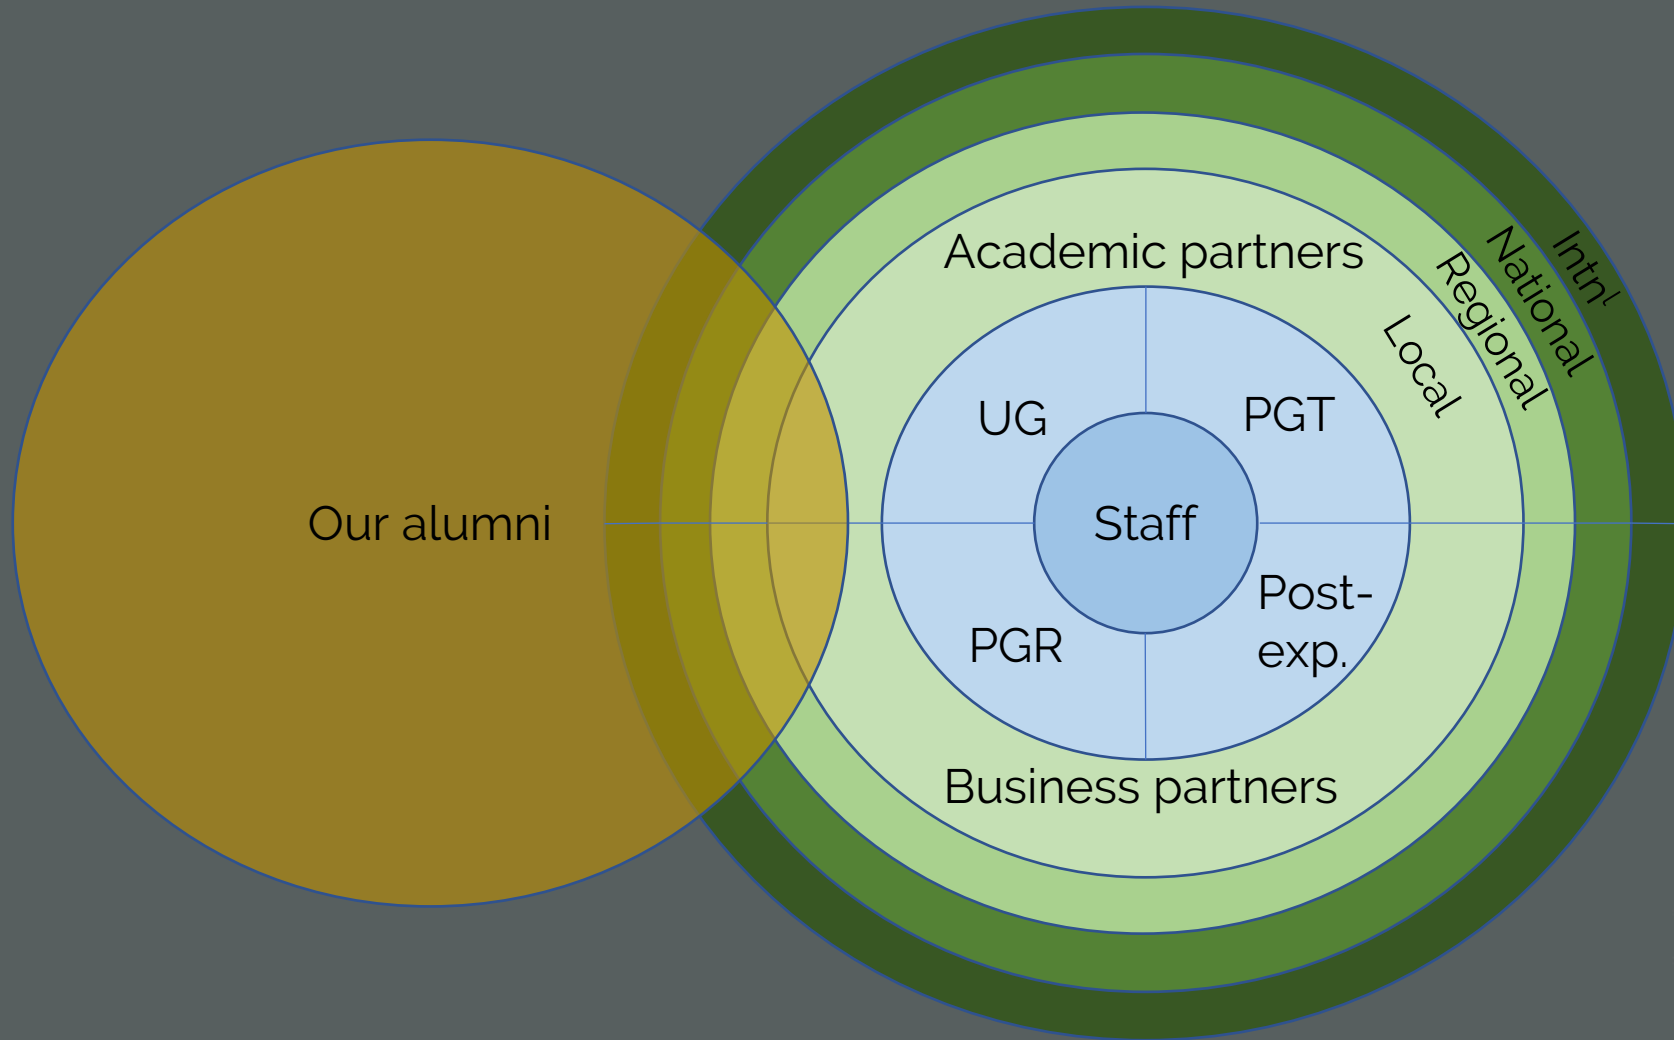 Academic partners
Intnˡ
National
Regional
Local
UG
PGT
Our alumni
Staff
Post-
exp.
PGR
Business partners